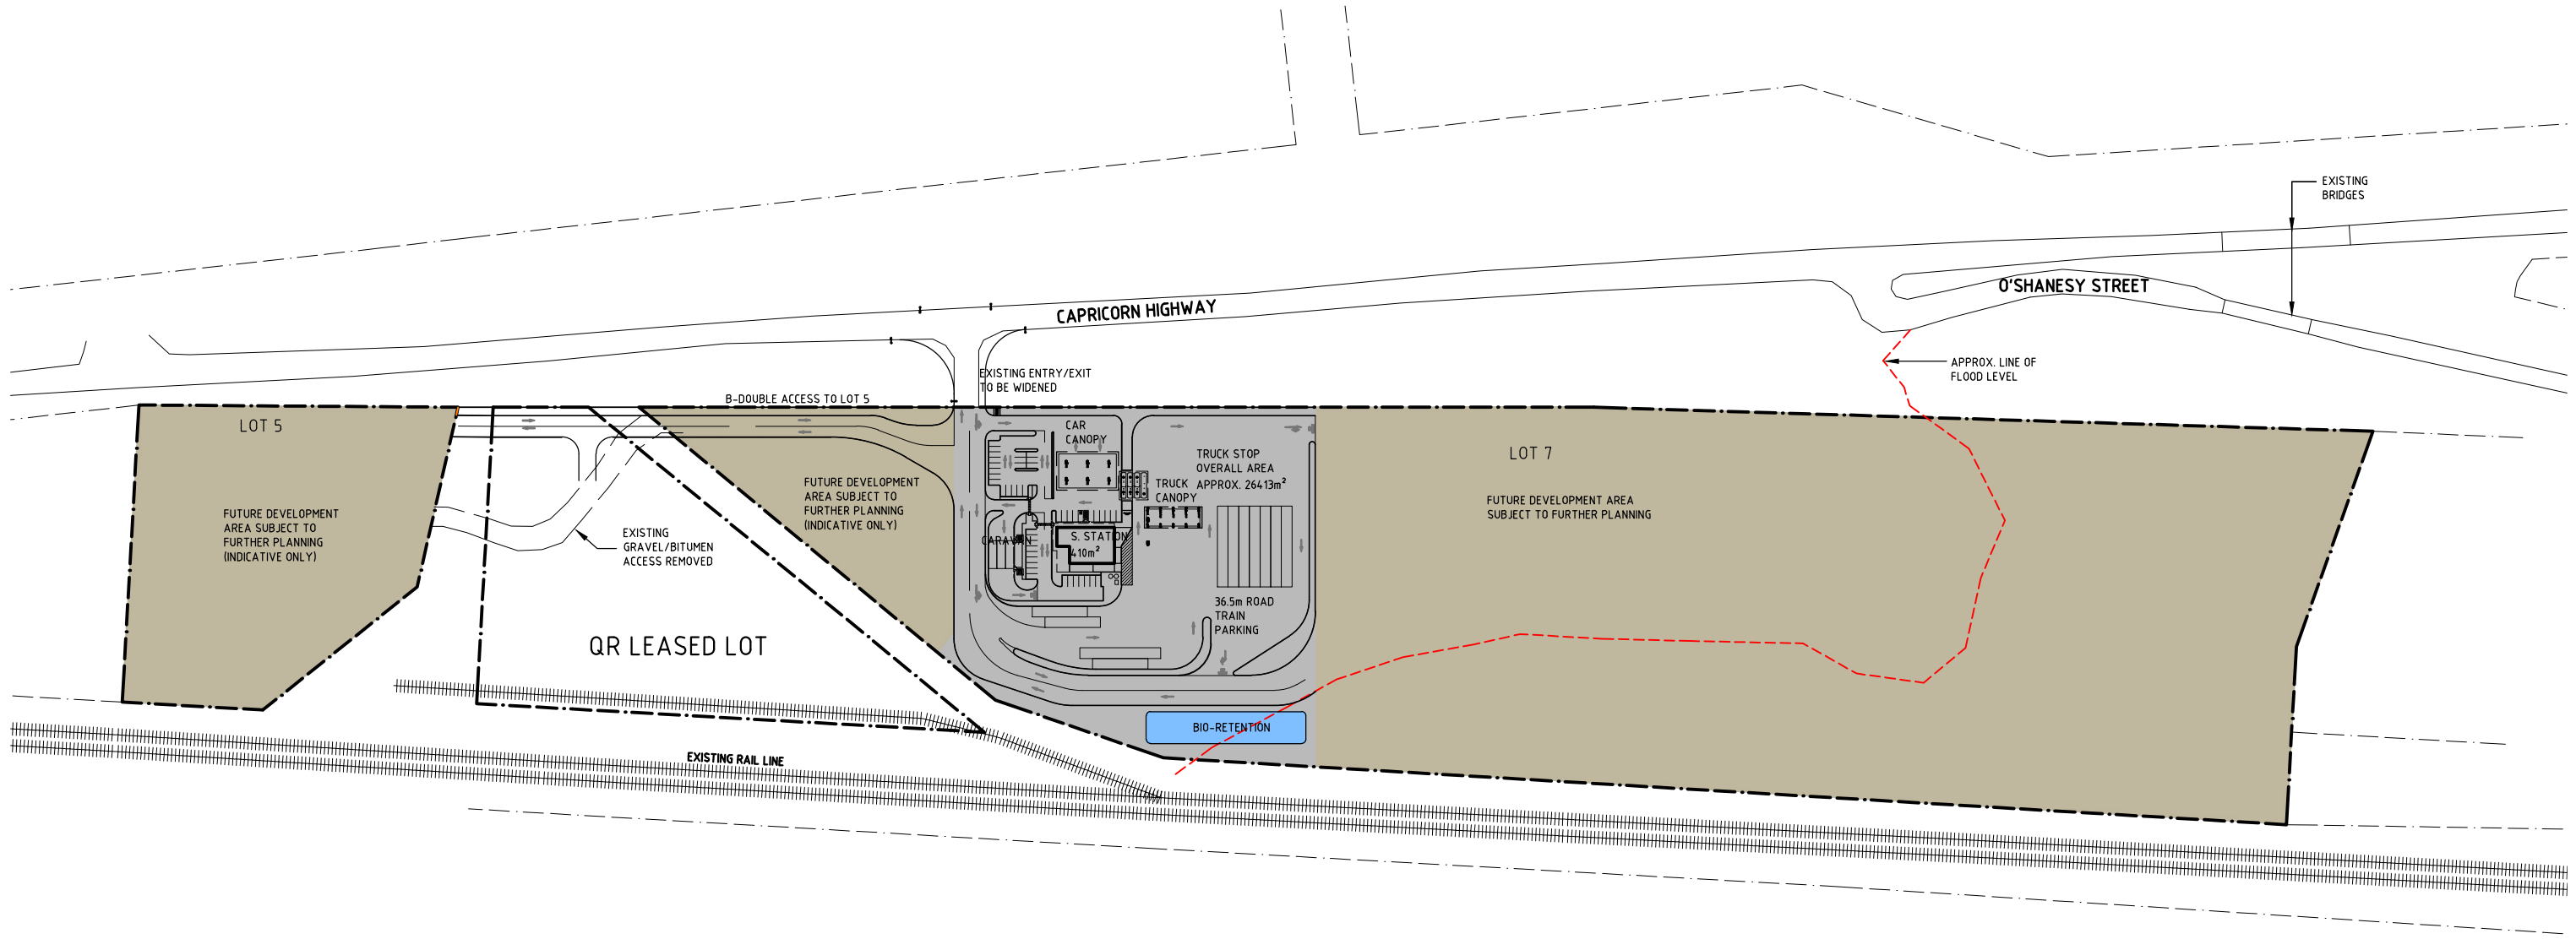 EXISTING
BRIDGES
O'SHANESY STREET
CAPRICORN HIGHWAY
APPROX. LINE OF
FLOOD LEVEL
EXISTING ENTRY/EXIT
TO BE WIDENED
B-DOUBLE ACCESS TO LOT 5
LOT 5
FUTURE DEVELOPMENT
AREA SUBJECT TO
FURTHER PLANNING
(INDICATIVE ONLY)
EXISTING
GRAVEL/BITUMEN
ACCESS REMOVED
FUTURE DEVELOPMENT
AREA SUBJECT TO
FURTHER PLANNING
(INDICATIVE ONLY)
CAR
CANOPY
TRUCK STOP
OVERALL AREA
APPROX. 26413m²
TRUCK
CANOPY
CARAVAN
S. STATION
410m²
36.5m ROAD
TRAIN
PARKING
LOT 7
FUTURE DEVELOPMENT AREA
SUBJECT TO FURTHER PLANNING
QR LEASED LOT
BIO-RETENTION
EXISTING RAIL LINE